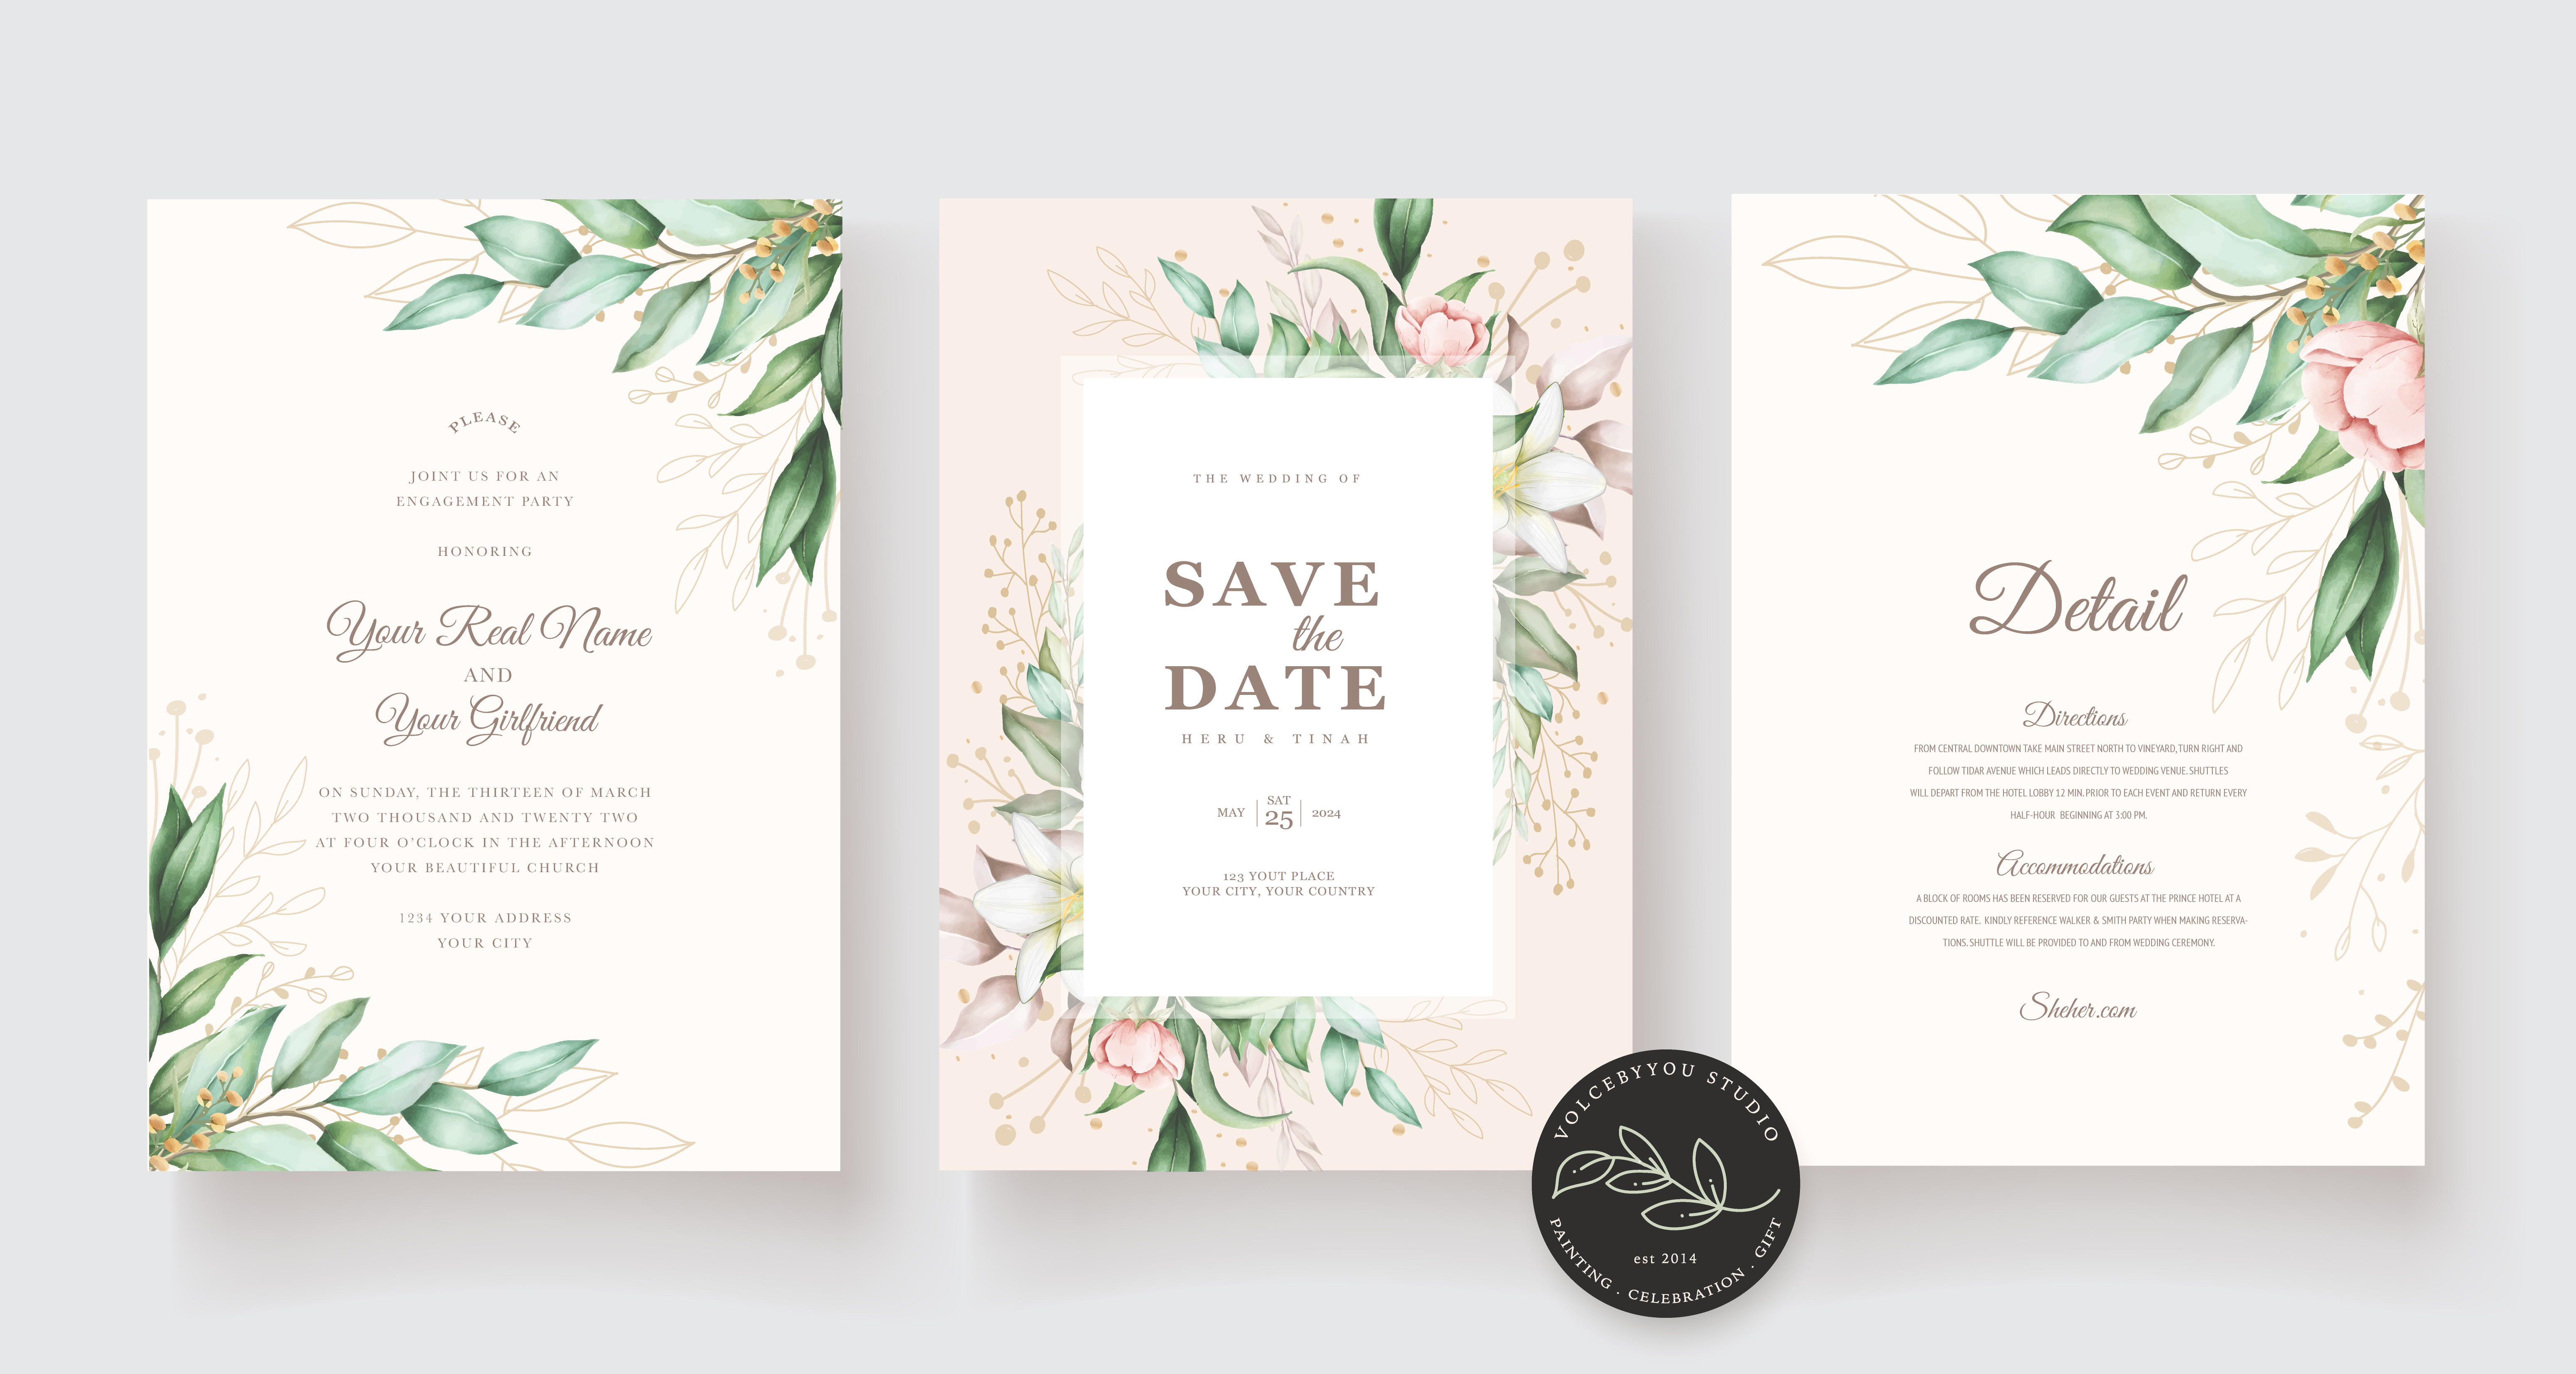 PLEASE
JOINT US FOR AN
ENGAGEMENT PARTY
HONORING
Your Real Name
AND
Your Girlfriend
ON SUNDAY, THE THIRTEEN OF MARCH
TWO THOUSAND AND TWENTY TWO
AT FOUR O'CLOCK IN THE AFTERNOON
YOUR BEAUTIFUL CHURCH
1234 YOUR ADDRESS
YOUR CITY
THE WEDDING OF
SAVE
the
DATE
HERU & TINAH
MAY
SAT
25
2024
123 YOUT PLACE
YOUR CITY, YOUR COUNTRY
Detail
Directions
FROM CENTRAL DOWNTOWN TAKE MAIN STREET NORTH TO VINEYARD, TURN RIGHT AND
FOLLOW TIDAR AVENUE WHICH LEADS DIRECTLY TO WEDDING VENUE. SHUTTLES
WILL DEPART FROM THE HOTEL LOBBY 12 MIN. PRIOR TO EACH EVENT AND RETURN EVERY
HALF-HOUR BEGINNING AT 3:00 PM.
Accommodations
A BLOCK OF ROOMS HAS BEEN RESERVED FOR OUR GUESTS AT THE PRINCE HOTEL AT A
DISCOUNTED RATE. KINDLY REFERENCE WALKER & SMITH PARTY WHEN MAKING RESERVA-
TIONS. SHUTTLE WILL BE PROVIDED TO AND FROM WEDDING CEREMONY.
Sheher.com
VOLCEBYYOU STUDIO
est 2014
PAINTING . CELEBRATION . GIFT